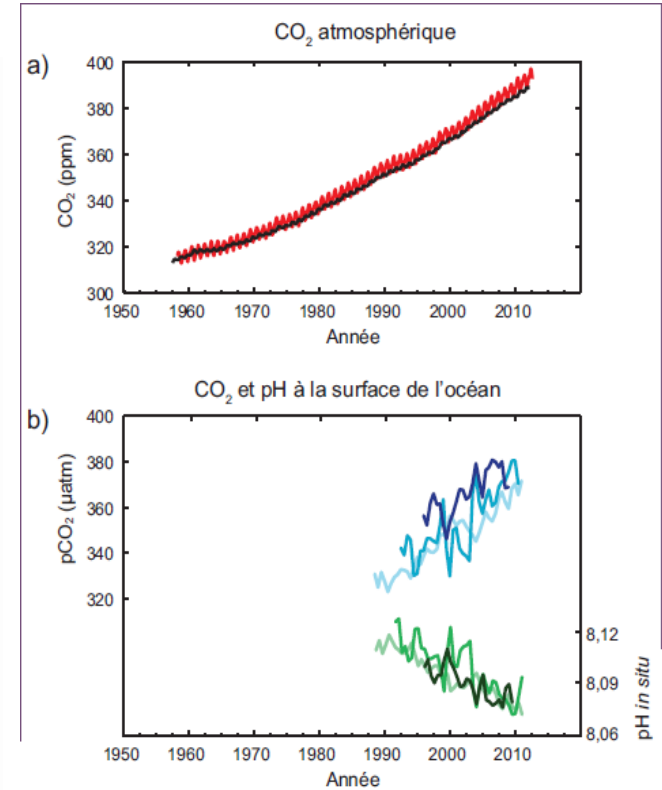 CO₂ atmosphérique
a)
400
380
360
340
320
300
CO₂ (ppm)
1950 1960 1970 1980 1990 2000 2010
Année
CO₂ et pH à la surface de l'océan
b)
400
380
360
340
320
pCO₂ (µatm)
8,12
8,09
8,06
pH in situ
1950 1960 1970 1980 1990 2000 2010
Année